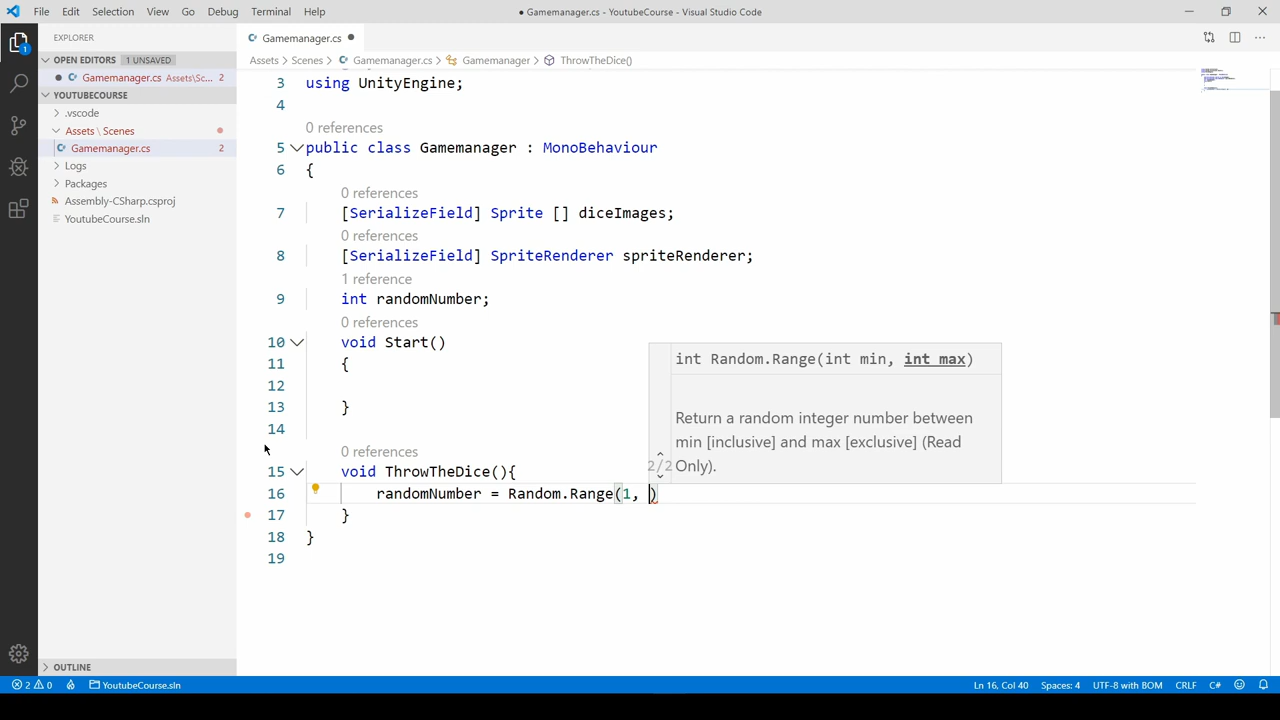 File Edit Selection View Go Debug Terminal Help
● Gamemanager.cs - YoutubeCourse - Visual Studio Code
EXPLORER
OPEN EDITORS 1 UNSAVED
Gamemanager.cs Assets\Sc... 2
YOUTUBECOURSE
.vscode
Assets \ Scenes
Gamemanager.cs 2
Logs
Packages
Assembly-CSharp.csproj
YoutubeCourse.sln
OUTLINE
1
Gamemanager.cs ●
Assets > Scenes > Gamemanager.cs > Gamemanager > ThrowTheDice()
3 using UnityEngine;
4
0 references
5 public class Gamemanager : MonoBehaviour
6 {
0 references
7 [SerializeField] Sprite [] diceImages;
0 references
8 [SerializeField] SpriteRenderer spriteRenderer;
1 reference
9 int randomNumber;
0 references
10 void Start()
11 {
12
13 }
14
0 references
15 void ThrowTheDice(){
16 randomNumber = Random.Range(1, )
17 }
18 }
19
int Random.Range(int min, int max)
Return a random integer number between
min [inclusive] and max [exclusive] (Read
2/2 Only).
2 0 YoutubeCourse.sln
Ln 16, Col 40 Spaces: 4 UTF-8 with BOM CRLF C#